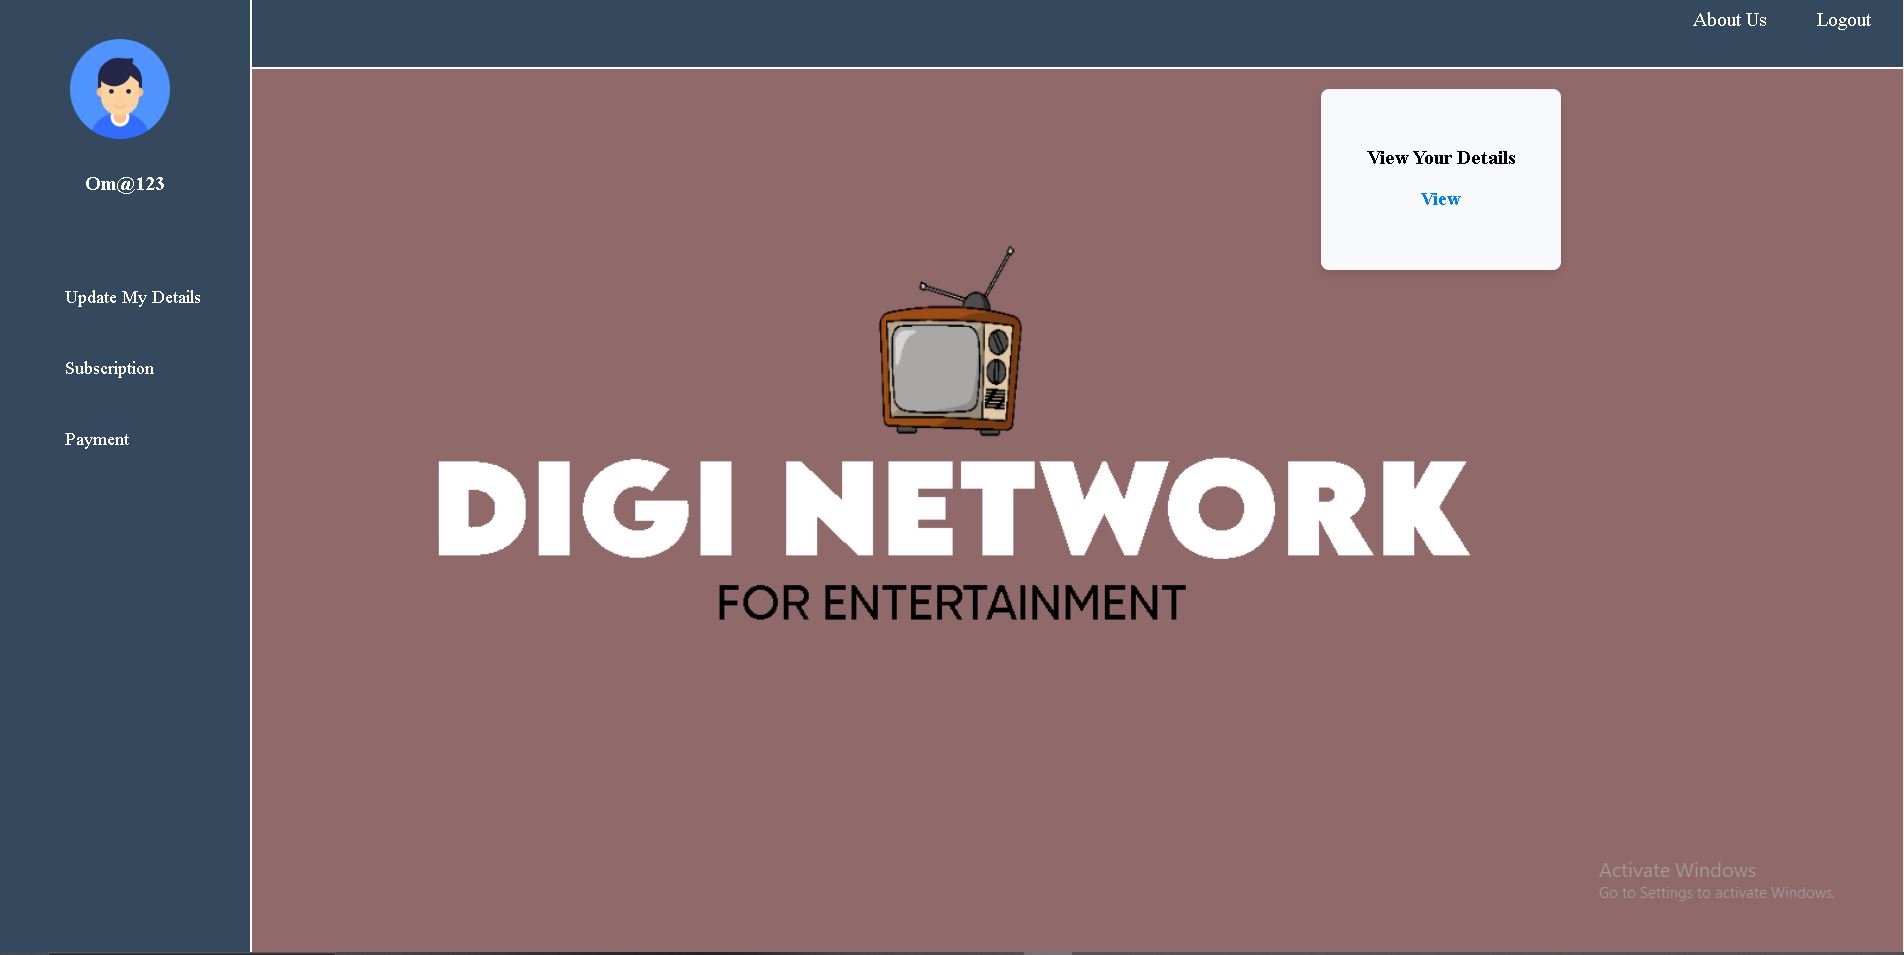 About Us
Logout
Om@123
Update My Details
Subscription
Payment
View Your Details
View
DIGI NETWORK
FOR ENTERTAINMENT
Activate Windows
Go to Settings to activate Windows.